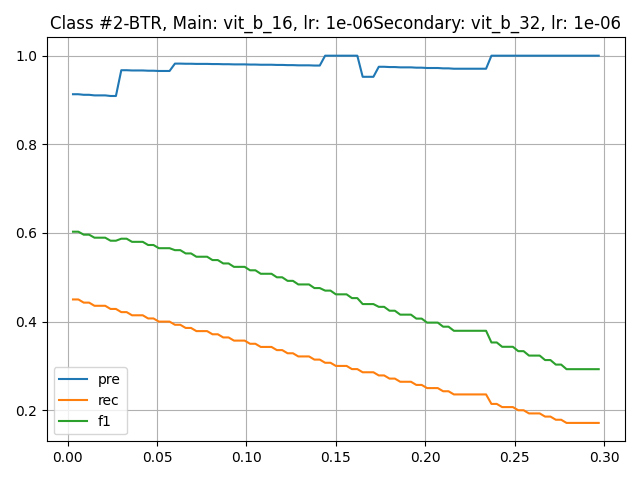 Class #2-BTR, Main: vit_b_16, lr: 1e-06Secondary: vit_b_32, lr: 1e-06
1.0
0.8
0.6
0.4
0.2
pre
rec
f1
0.00 0.05 0.10 0.15 0.20 0.25 0.30